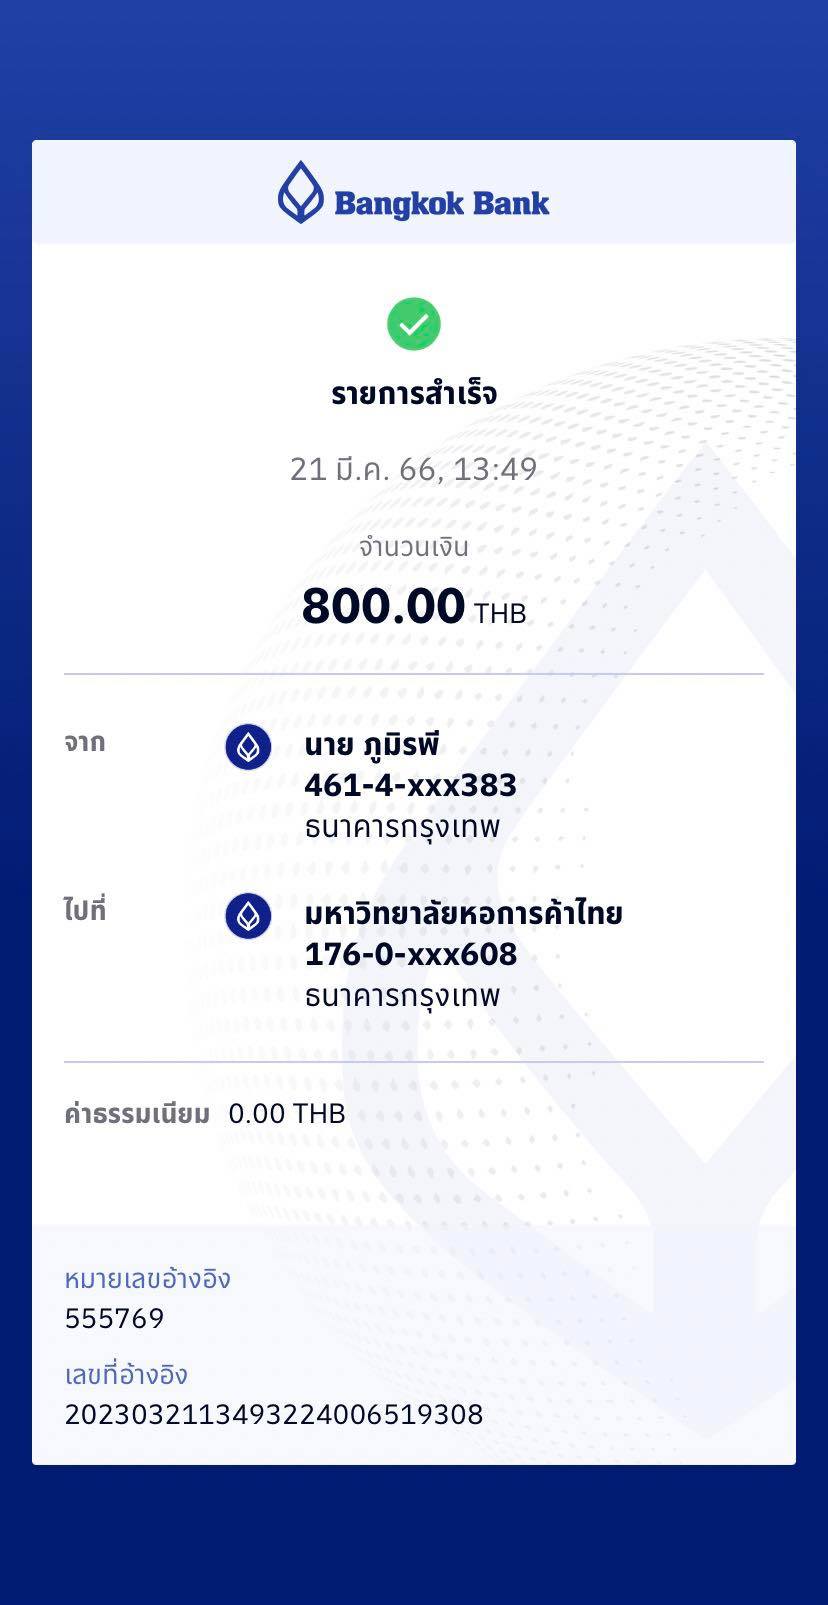 Bangkok Bank
รายการสำเร็จ
21 มี.ค. 66, 13:49
จำนวนเงิน
800.00 THB
จาก
นาย ภูมิรพี
461-4-xxx383
ธนาคารกรุงเทพ
ไปที่
มหาวิทยาลัยหอการค้าไทย
176-0-xxx608
ธนาคารกรุงเทพ
ค่าธรรมเนียม 0.00 THB
หมายเลขอ้างอิง
555769
เลขที่อ้างอิง
2023032113493224006519308